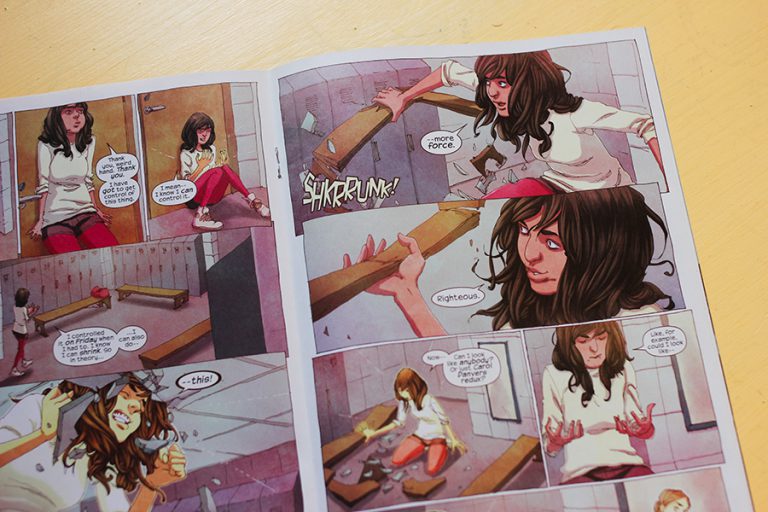 Thank
you, weird
hand. Thank
you.
I have
got to get
control of
this thing.
I mean--
I know I can
control it.
I controlled
it on Friday when
I had to. I know
I can shrink. So
in theory...
...I can
also
do--
--this!
--more
force.
SHKRRUNK!
Righteous.
Now--
Can I look
like anybody?
Or just Carol
Danvers
redux?
Like, for
example,
could I look
like--